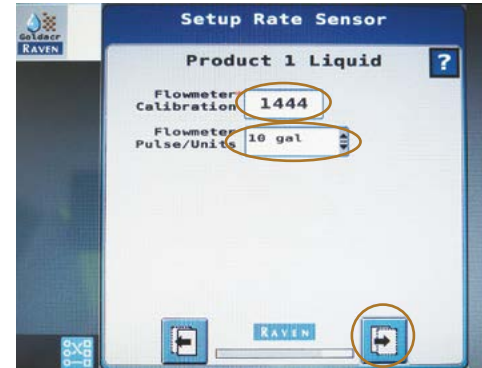 Setup Rate Sensor
Goldacr
RAVEN
Product 1 Liquid
?
Flowmeter
Calibration
1444
Flowmeter
Pulse/Units
10 gal
RAVEN